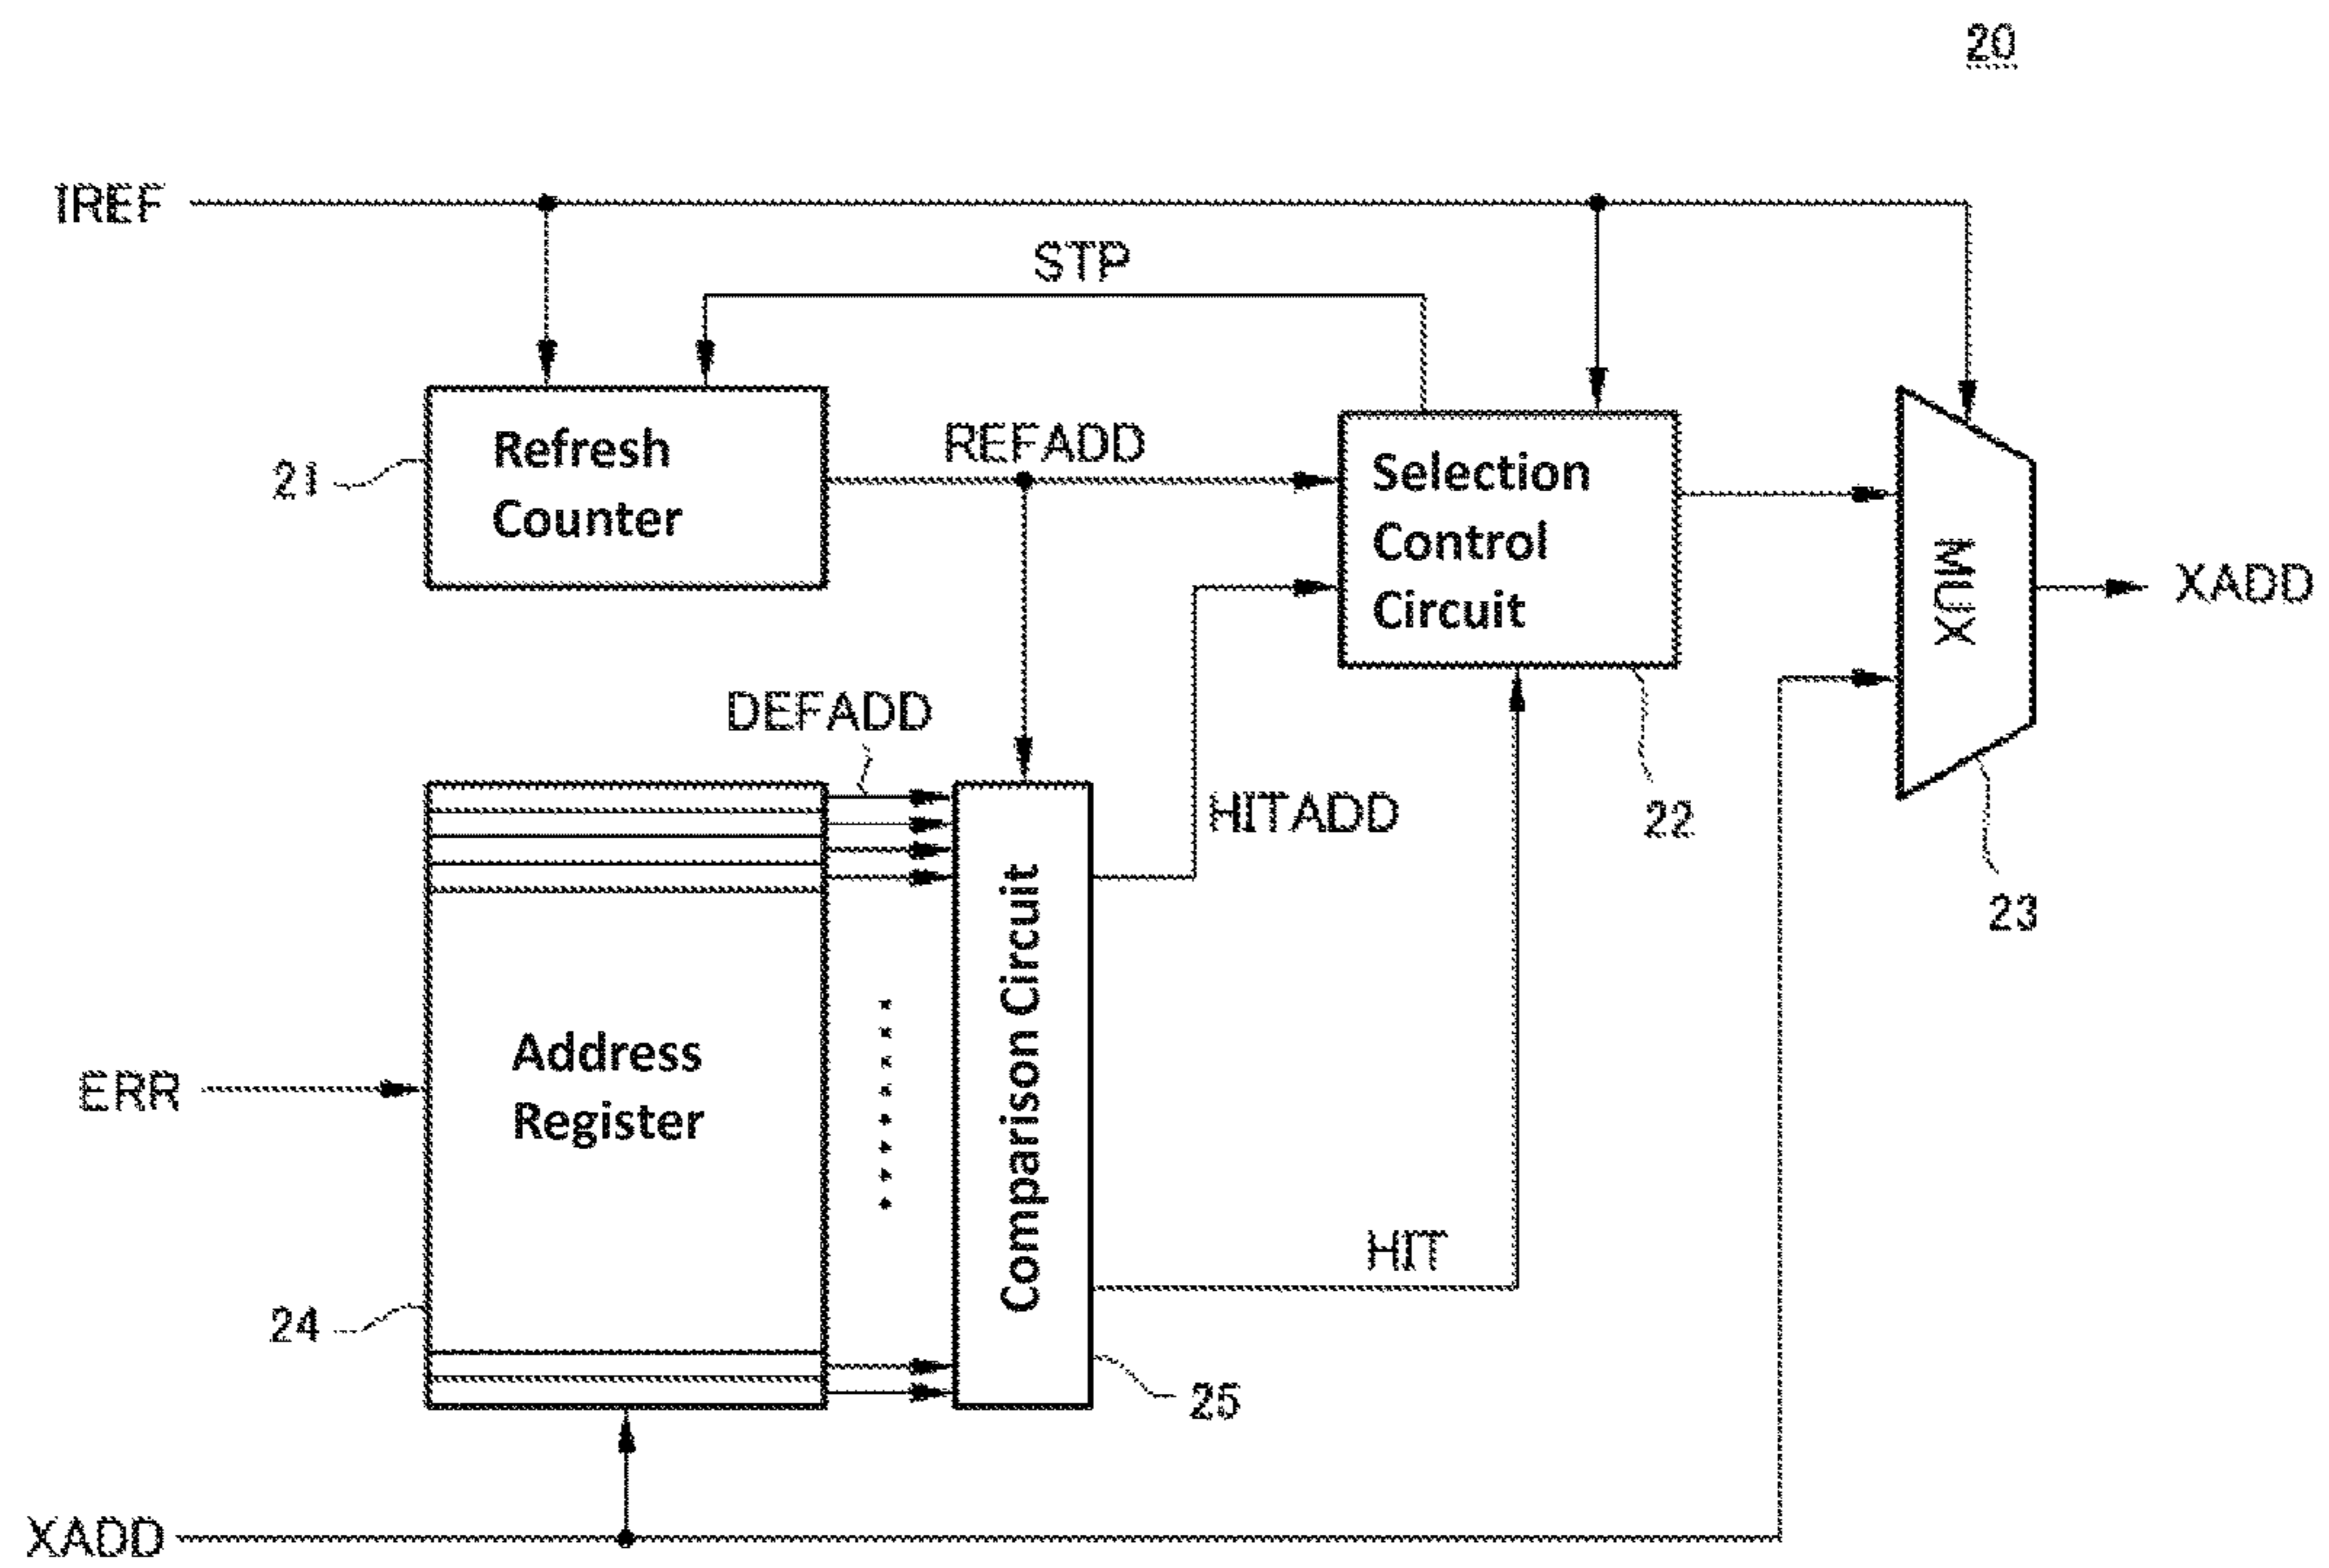 20
IREF
STP
Refresh
Counter
21
REFADD
Selection
Control
Circuit
MUX
XADD
DEFADD
HITADD
22
23
Comparison Circuit
Address
Register
ERR
HIT
24
25
XADD